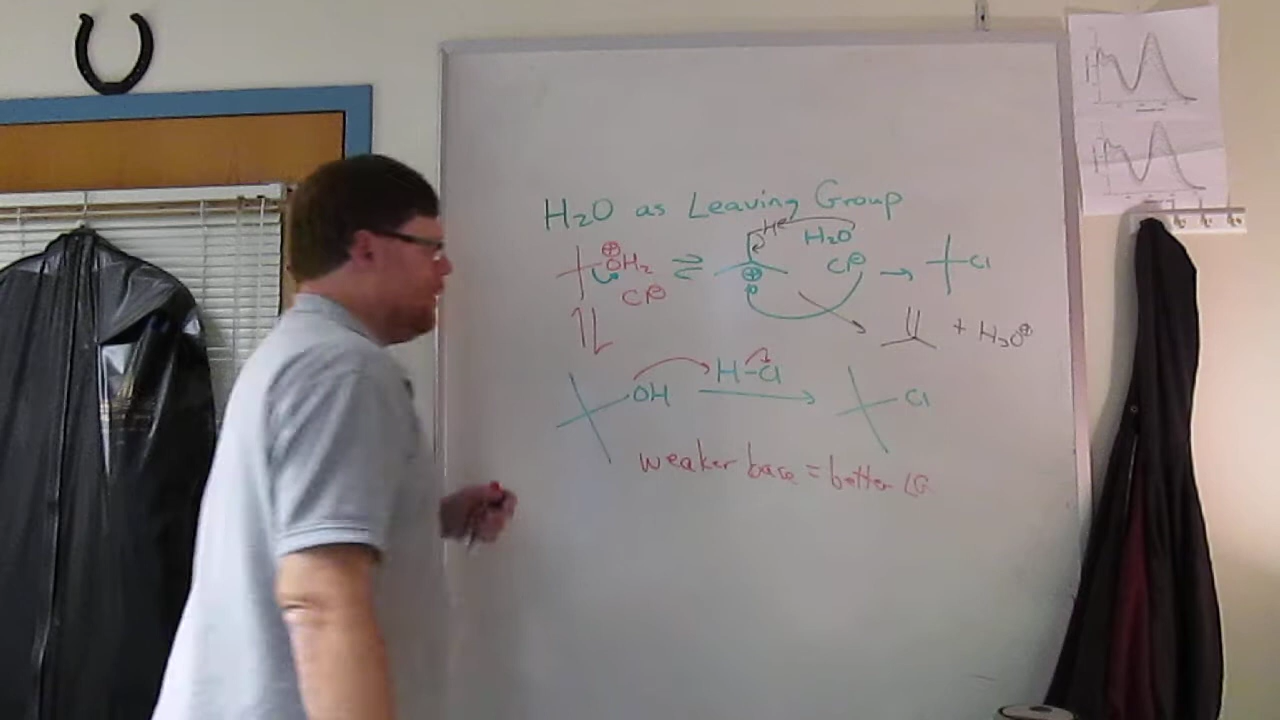 H2O as Leaving Group
⊕
OH2 ⇌ ⊕ H H2O
Cl⊖ Cl⊖ → Cl
+ H3O⊕
OH H-Cl → Cl
weaker base = better LG